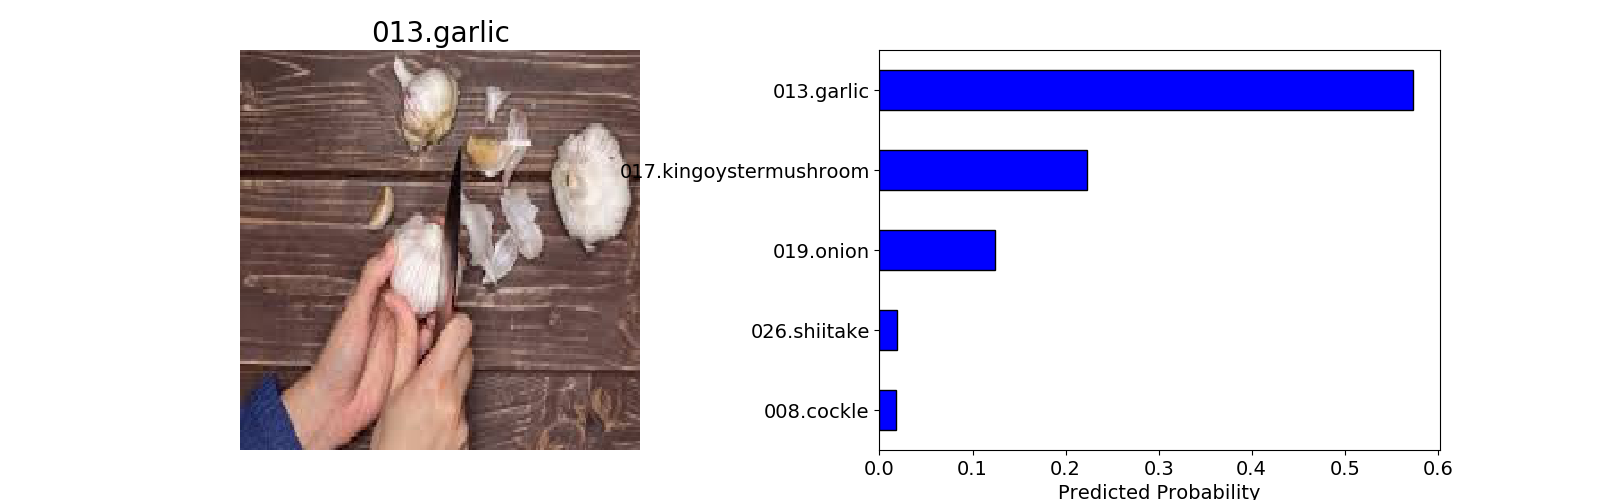 013.garlic
013.garlic
017.kingoystermushroom
019.onion
026.shiitake
008.cockle
0.0 0.1 0.2 0.3 0.4 0.5 0.6
Predicted Probability